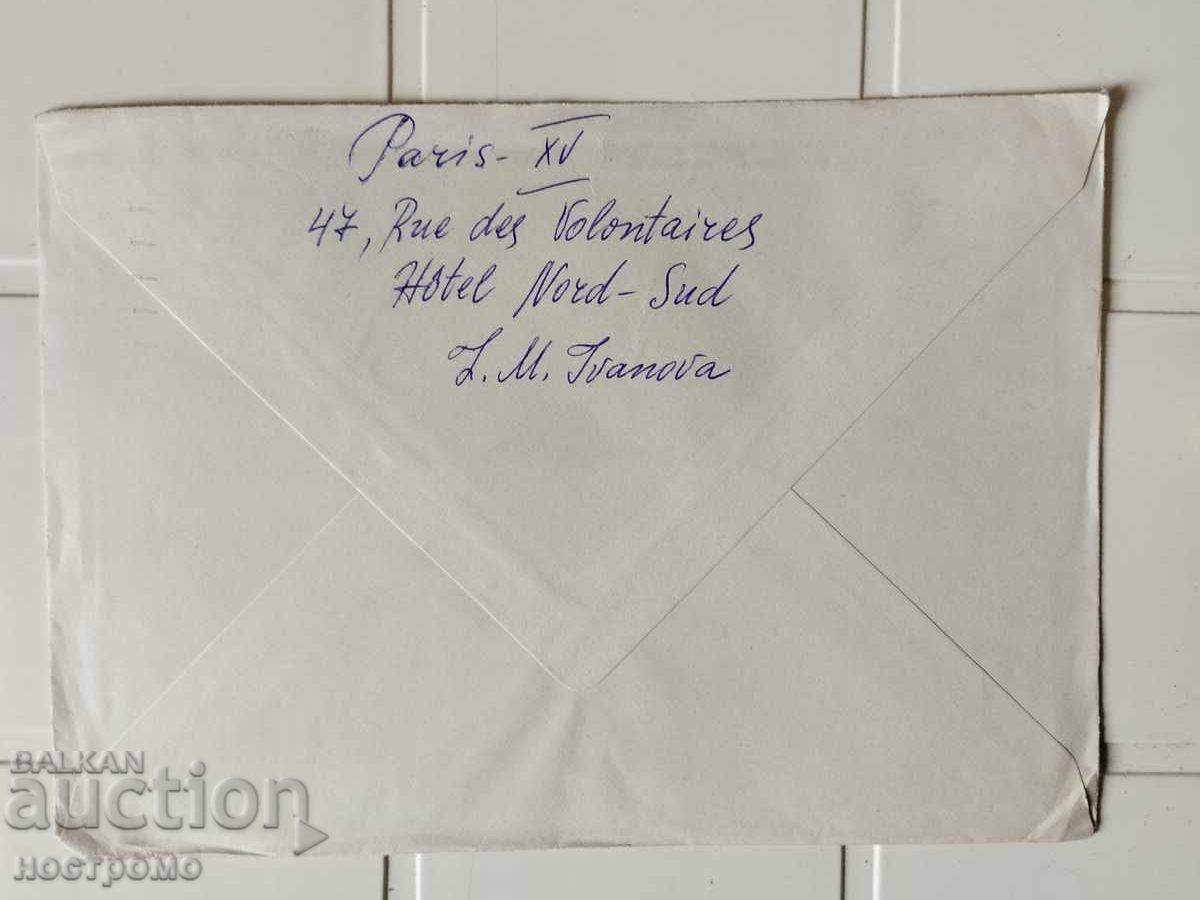 Paris - XV
47, Rue des Volontaires
Hôtel Nord-Sud
L. M. Ivanova
BALKAN
auction
ностромо